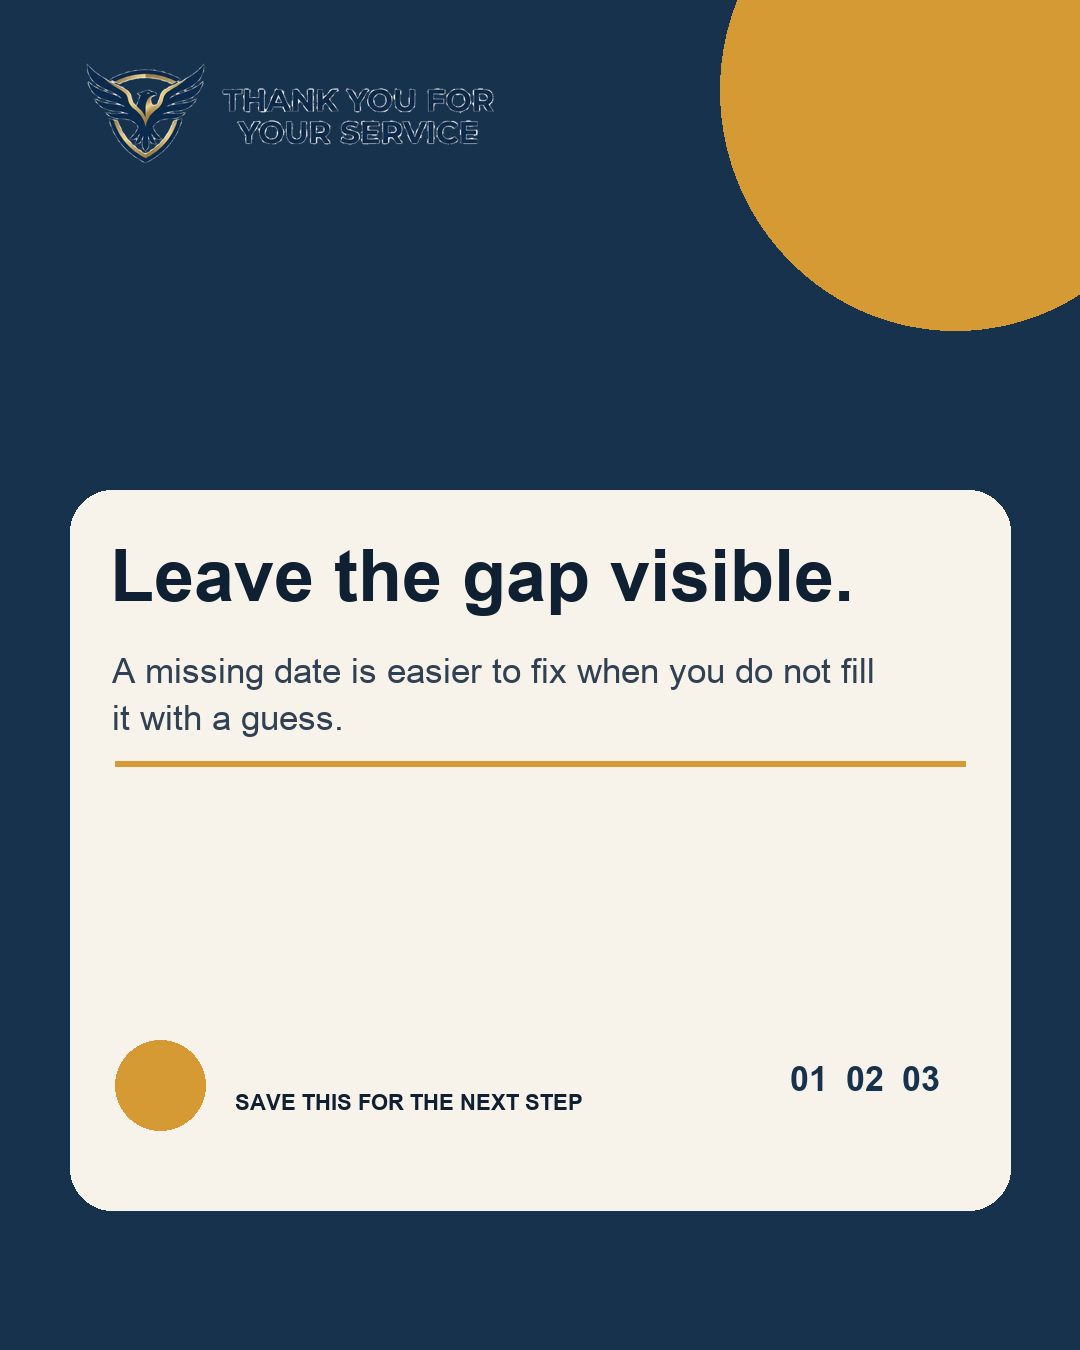 THANK YOU FOR
YOUR SERVICE
Leave the gap visible.
A missing date is easier to fix when you do not fill
it with a guess.
SAVE THIS FOR THE NEXT STEP
01 02 03